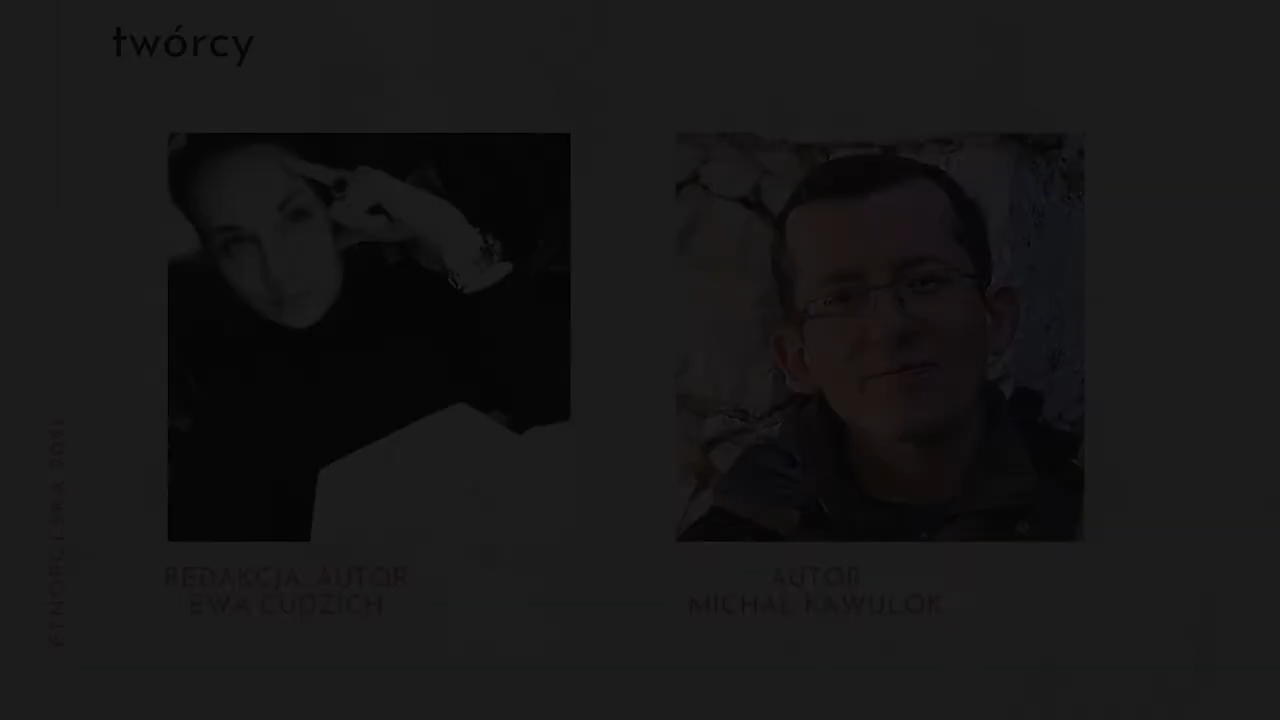 twórcy
REDAKCJA, AUTOR
EWA CUDZICH
AUTOR
MICHAŁ KAWULOK